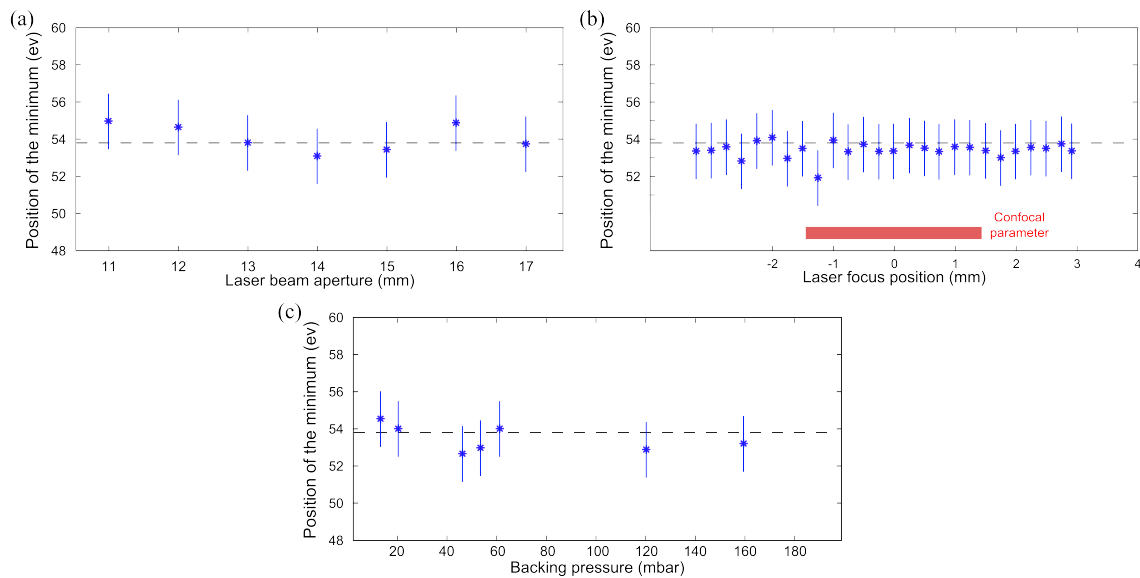 (a)
Position of the minimum (ev)
60
58
56
54
52
50
48
11 12 13 14 15 16 17
Laser beam aperture (mm)
(b)
Position of the minimum (ev)
60
58
56
54
52
Confocal
parameter
-2 -1 0 1 2 3 4
Laser focus position (mm)
(c)
Position of the minimum (ev)
60
58
56
54
52
50
48
20 40 60 80 100 120 140 160 180
Backing pressure (mbar)